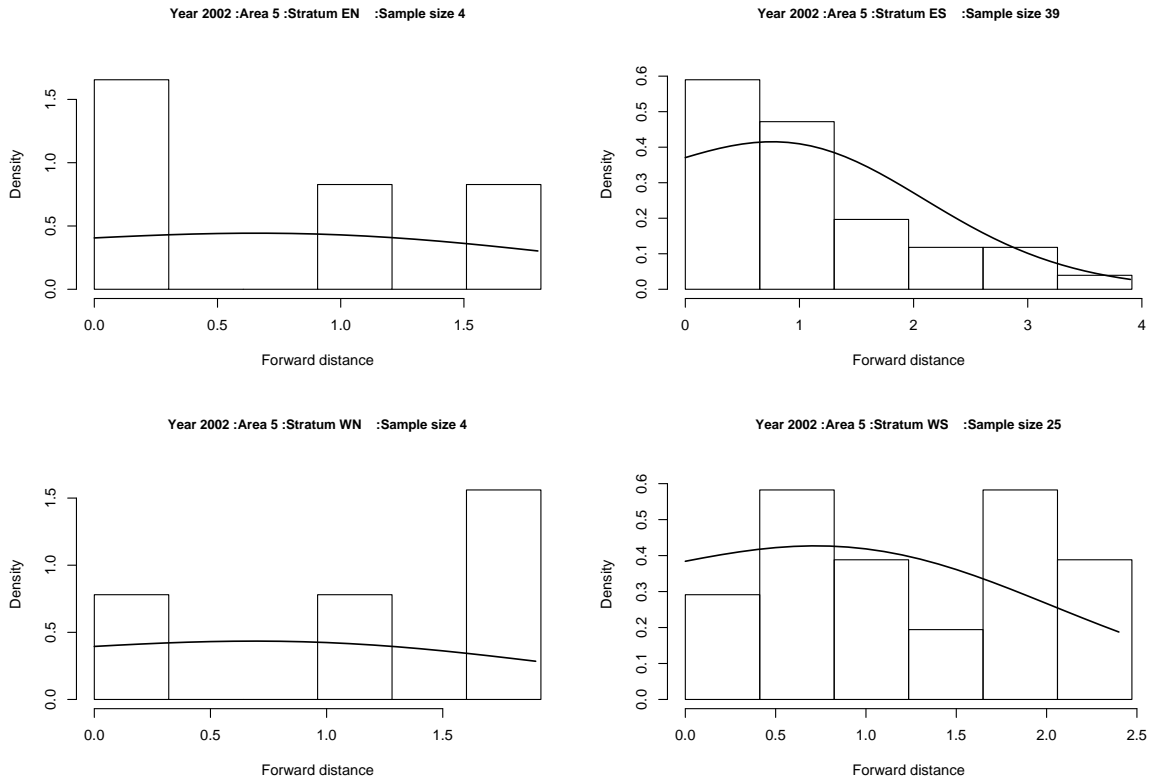 Year 2002 :Area 5 :Stratum EN :Sample size 4
Density
0.0 0.5 1.0 1.5
0.0 0.5 1.0 1.5
Forward distance
Year 2002 :Area 5 :Stratum ES :Sample size 39
Density
0.0 0.1 0.2 0.3 0.4 0.5 0.6
0 1 2 3 4
Forward distance
Year 2002 :Area 5 :Stratum WN :Sample size 4
Density
0.0 0.5 1.0 1.5
0.0 0.5 1.0 1.5
Forward distance
Year 2002 :Area 5 :Stratum WS :Sample size 25
Density
0.0 0.1 0.2 0.3 0.4 0.5 0.6
0.0 0.5 1.0 1.5 2.0 2.5
Forward distance